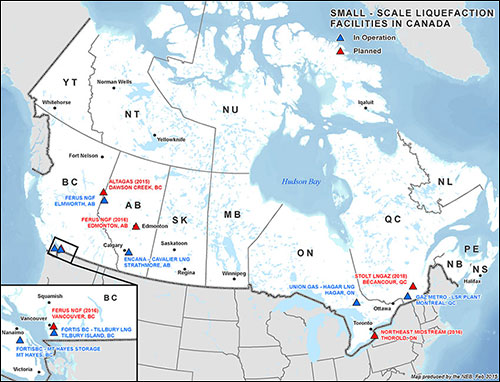 SMALL - SCALE LIQUEFACTION
FACILITIES IN CANADA
In Operation
Planned
YT
Norman Wells
Whitehorse
NT
NU
Iqaluit
Yellowknife
Fort Nelson
Hudson Bay
BC
ALTAGAS (2015)
DAWSON CREEK, BC
FERUS NGF
ELMWORTH, AB
AB
FERUS NGF (2016)
EDMONTON, AB
Edmonton
SK
MB
ON
QC
NL
PE
NB
NS
Halifax
Calgary
Saskatoon
ENCANA - CAVALIER LNG
STRATHMORE, AB
Regina
Winnipeg
UNION GAS - HAGAR LNG
HAGAR, ON
STOLT LNGAZ (2018)
BÉCANCOUR, QC
Ottawa
GAZ METRO - LSR PLANT
MONTREAL, QC
Toronto
NORTHEAST MIDSTREAM (2016)
THOROLD, ON
Squamish
BC
FERUS NGF (2016)
VANCOUVER, BC
Vancouver
FORTIS BC - TILLBURY LNG
TILBURY ISLAND, BC
Nanaimo
FORTISBC - MT HAYES STORAGE
MT HAYES, BC
Victoria
Map produced by the NEB, Feb 2015